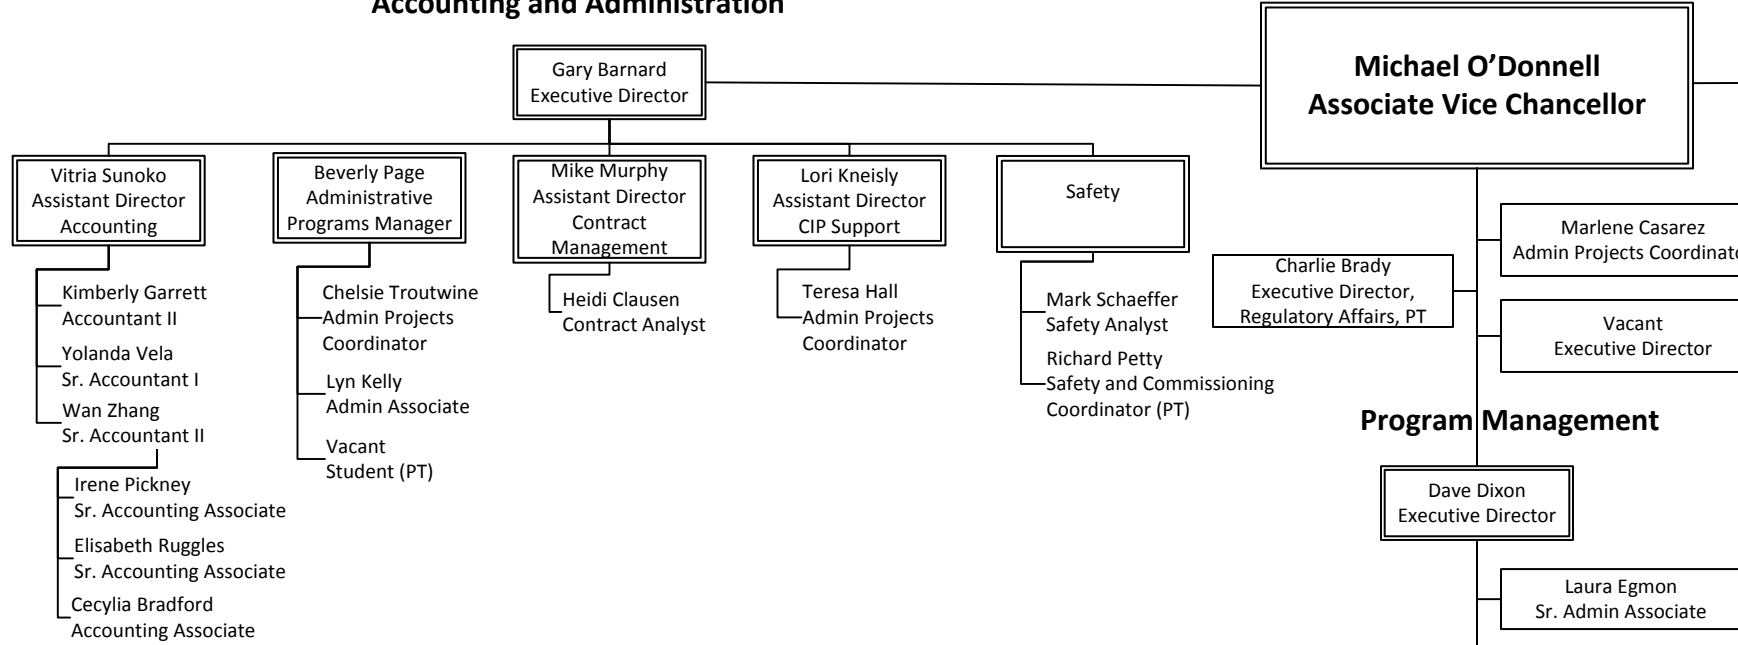 Accounting and Administration
Gary Barnard
Executive Director
Michael O’Donnell
Associate Vice Chancellor
Vitria Sunoko
Assistant Director
Accounting
Kimberly Garrett
Accountant II
Yolanda Vela
Sr. Accountant I
Wan Zhang
Sr. Accountant II
Irene Pickney
Sr. Accounting Associate
Elisabeth Ruggles
Sr. Accounting Associate
Cecylia Bradford
Accounting Associate
Beverly Page
Administrative
Programs Manager
Chelsie Troutwine
Admin Projects
Coordinator
Lyn Kelly
Admin Associate
Vacant
Student (PT)
Mike Murphy
Assistant Director
Contract
Management
Heidi Clausen
Contract Analyst
Lori Kneisly
Assistant Director
CIP Support
Teresa Hall
Admin Projects
Coordinator
Safety
Mark Schaeffer
Safety Analyst
Richard Petty
Safety and Commissioning
Coordinator (PT)
Marlene Casarez
Admin Projects Coordinato
Charlie Brady
Executive Director,
Regulatory Affairs, PT
Vacant
Executive Director
Program Management
Dave Dixon
Executive Director
Laura Egmon
Sr. Admin Associate